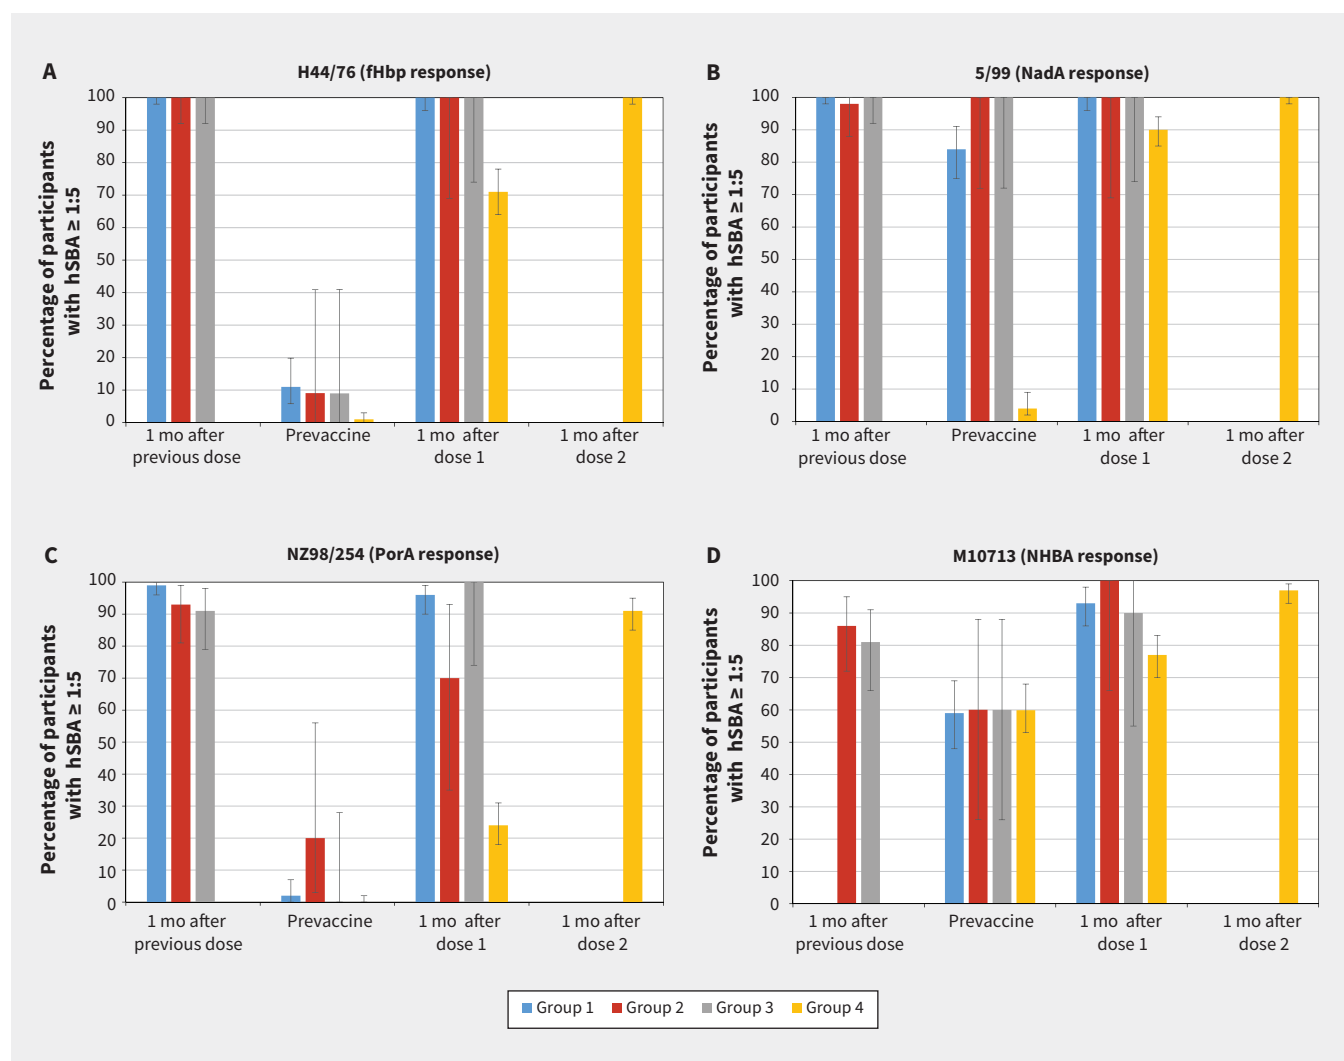 A
H44/76 (fHbp response)
Percentage of participants
with hSBA ≥ 1:5
100
90
80
70
60
50
40
30
20
10
0
1 mo after
previous dose
Prevaccine
1 mo after
dose 1
1 mo after
dose 2
B
5/99 (NadA response)
Percentage of participants
with hSBA ≥ 1:5
100
90
80
70
60
50
40
30
20
10
0
1 mo after
previous dose
Prevaccine
1 mo after
dose 1
1 mo after
dose 2
C
NZ98/254 (PorA response)
Percentage of participants
with hSBA ≥ 1:5
100
90
80
70
60
50
40
30
20
10
0
1 mo after
previous dose
Prevaccine
1 mo after
dose 1
1 mo after
dose 2
D
M10713 (NHBA response)
Percentage of participants
with hSBA ≥ 1:5
100
90
80
70
60
50
40
30
20
10
0
1 mo after
previous dose
Prevaccine
1 mo after
dose 1
1 mo after
dose 2
Group 1 Group 2 Group 3 Group 4